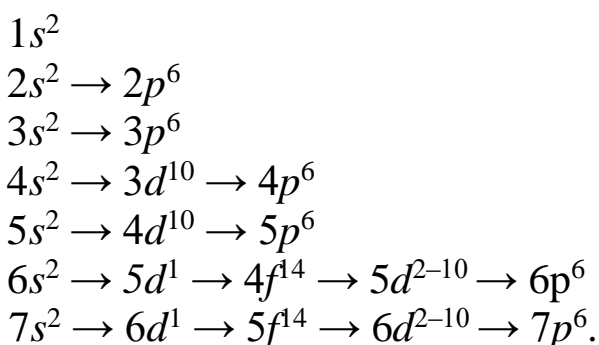 1s²
2s² → 2p⁶
3s² → 3p⁶
4s² → 3d¹⁰ → 4p⁶
5s² → 4d¹⁰ → 5p⁶
6s² → 5d¹ → 4f¹⁴ → 5d²⁻¹⁰ → 6p⁶
7s² → 6d¹ → 5f¹⁴ → 6d²⁻¹⁰ → 7p⁶.